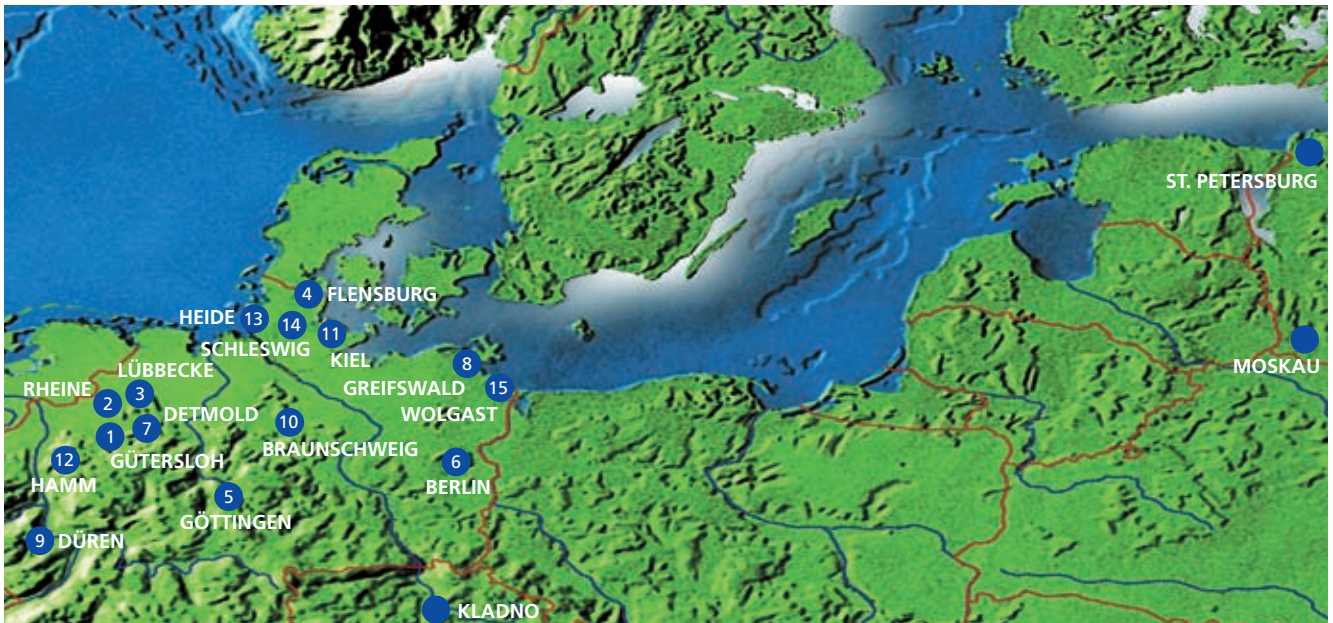 ST. PETERSBURG
4 FLENSBURG
HEIDE 13
14
SCHLESWIG
11
KIEL
MOSKAU
8
GREIFSWALD
15
WOLGAST
LÜBBECKE
3
RHEINE
2
DETMOLD
7
10
BRAUNSCHWEIG
1
GÜTERSLOH
12
HAMM
6
BERLIN
5
GÖTTINGEN
9 DÜREN
KLADNO